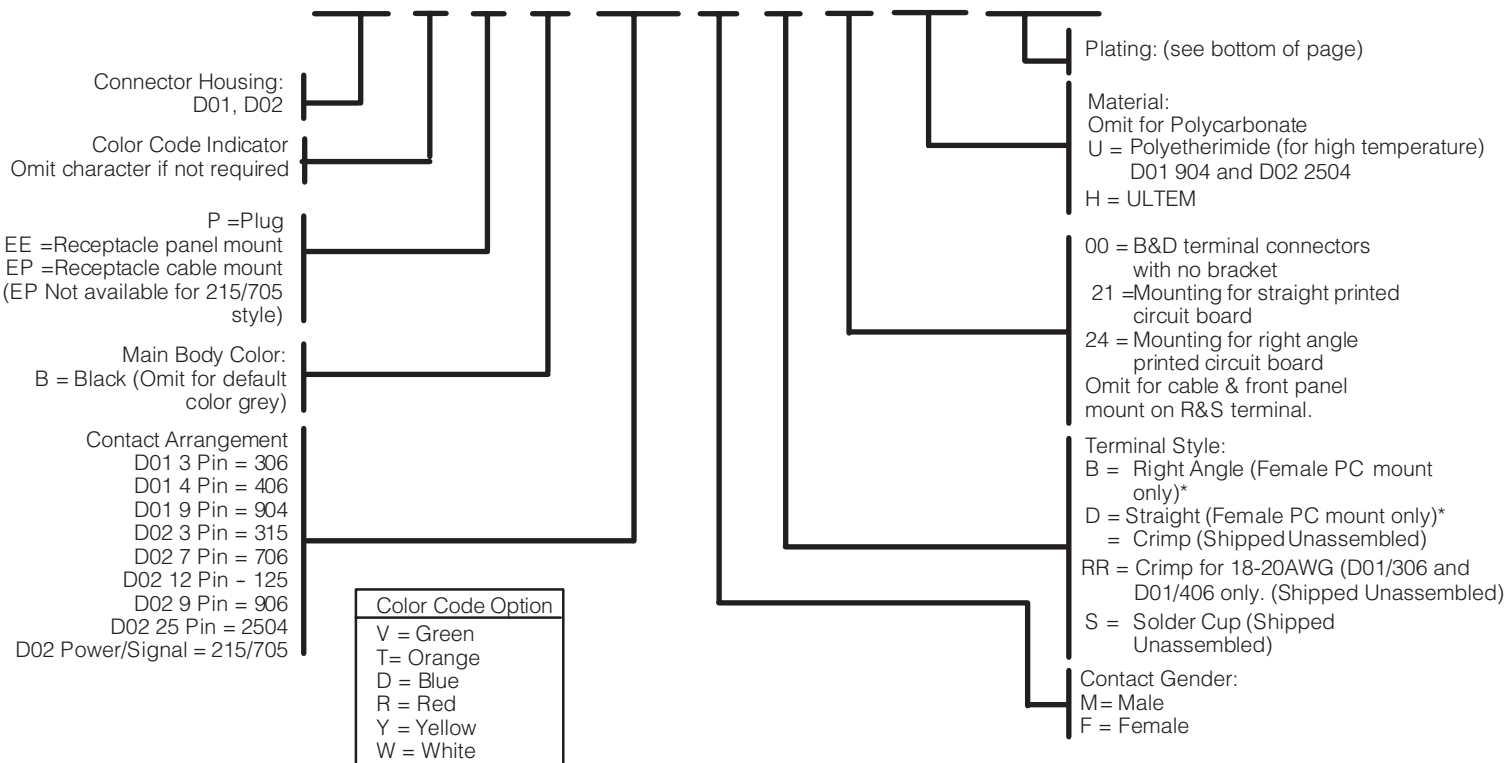 Connector Housing:
D01, D02
Color Code Indicator
Omit character if not required
P =Plug
EE =Receptacle panel mount
EP =Receptacle cable mount
(EP Not available for 215/705
style)
Main Body Color:
B = Black (Omit for default
color grey)
Contact Arrangement
D01 3 Pin = 306
D01 4 Pin = 406
D01 9 Pin = 904
D02 3 Pin = 315
D02 7 Pin = 706
D02 12 Pin - 125
D02 9 Pin = 906
D02 25 Pin = 2504
D02 Power/Signal = 215/705
Color Code Option
V = Green
T= Orange
D = Blue
R = Red
Y = Yellow
W = White
Plating: (see bottom of page)
Material:
Omit for Polycarbonate
U = Polyetherimide (for high temperature)
D01 904 and D02 2504
H = ULTEM
00 = B&D terminal connectors
with no bracket
21 =Mounting for straight printed
circuit board
24 = Mounting for right angle
printed circuit board
Omit for cable & front panel
mount on R&S terminal.
Terminal Style:
B = Right Angle (Female PC mount
only)*
D = Straight (Female PC mount only)*
= Crimp (Shipped Unassembled)
RR = Crimp for 18-20AWG (D01/306 and
D01/406 only. (Shipped Unassembled)
S = Solder Cup (Shipped
Unassembled)
Contact Gender:
M= Male
F = Female